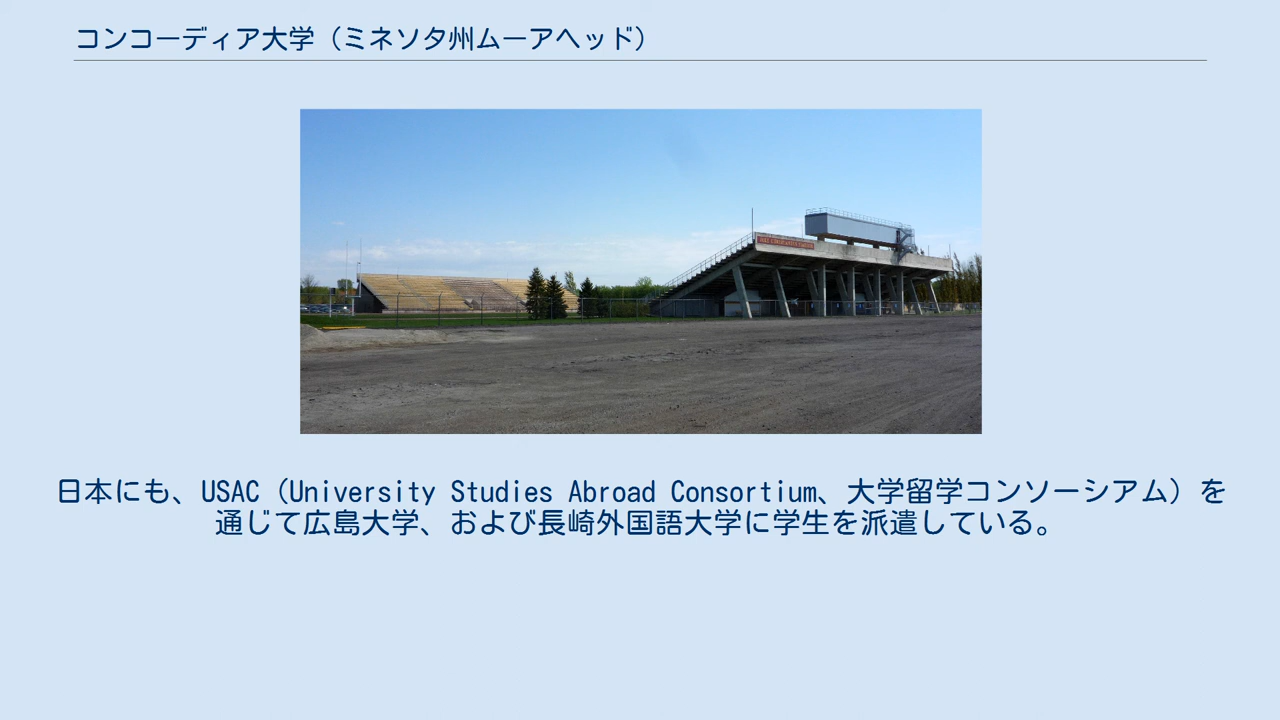 コンコーディア大学（ミネソタ州ムーアヘッド）
日本にも、USAC（University Studies Abroad Consortium、大学留学コンソーシアム）を
通じて広島大学、および長崎外国語大学に学生を派遣している。